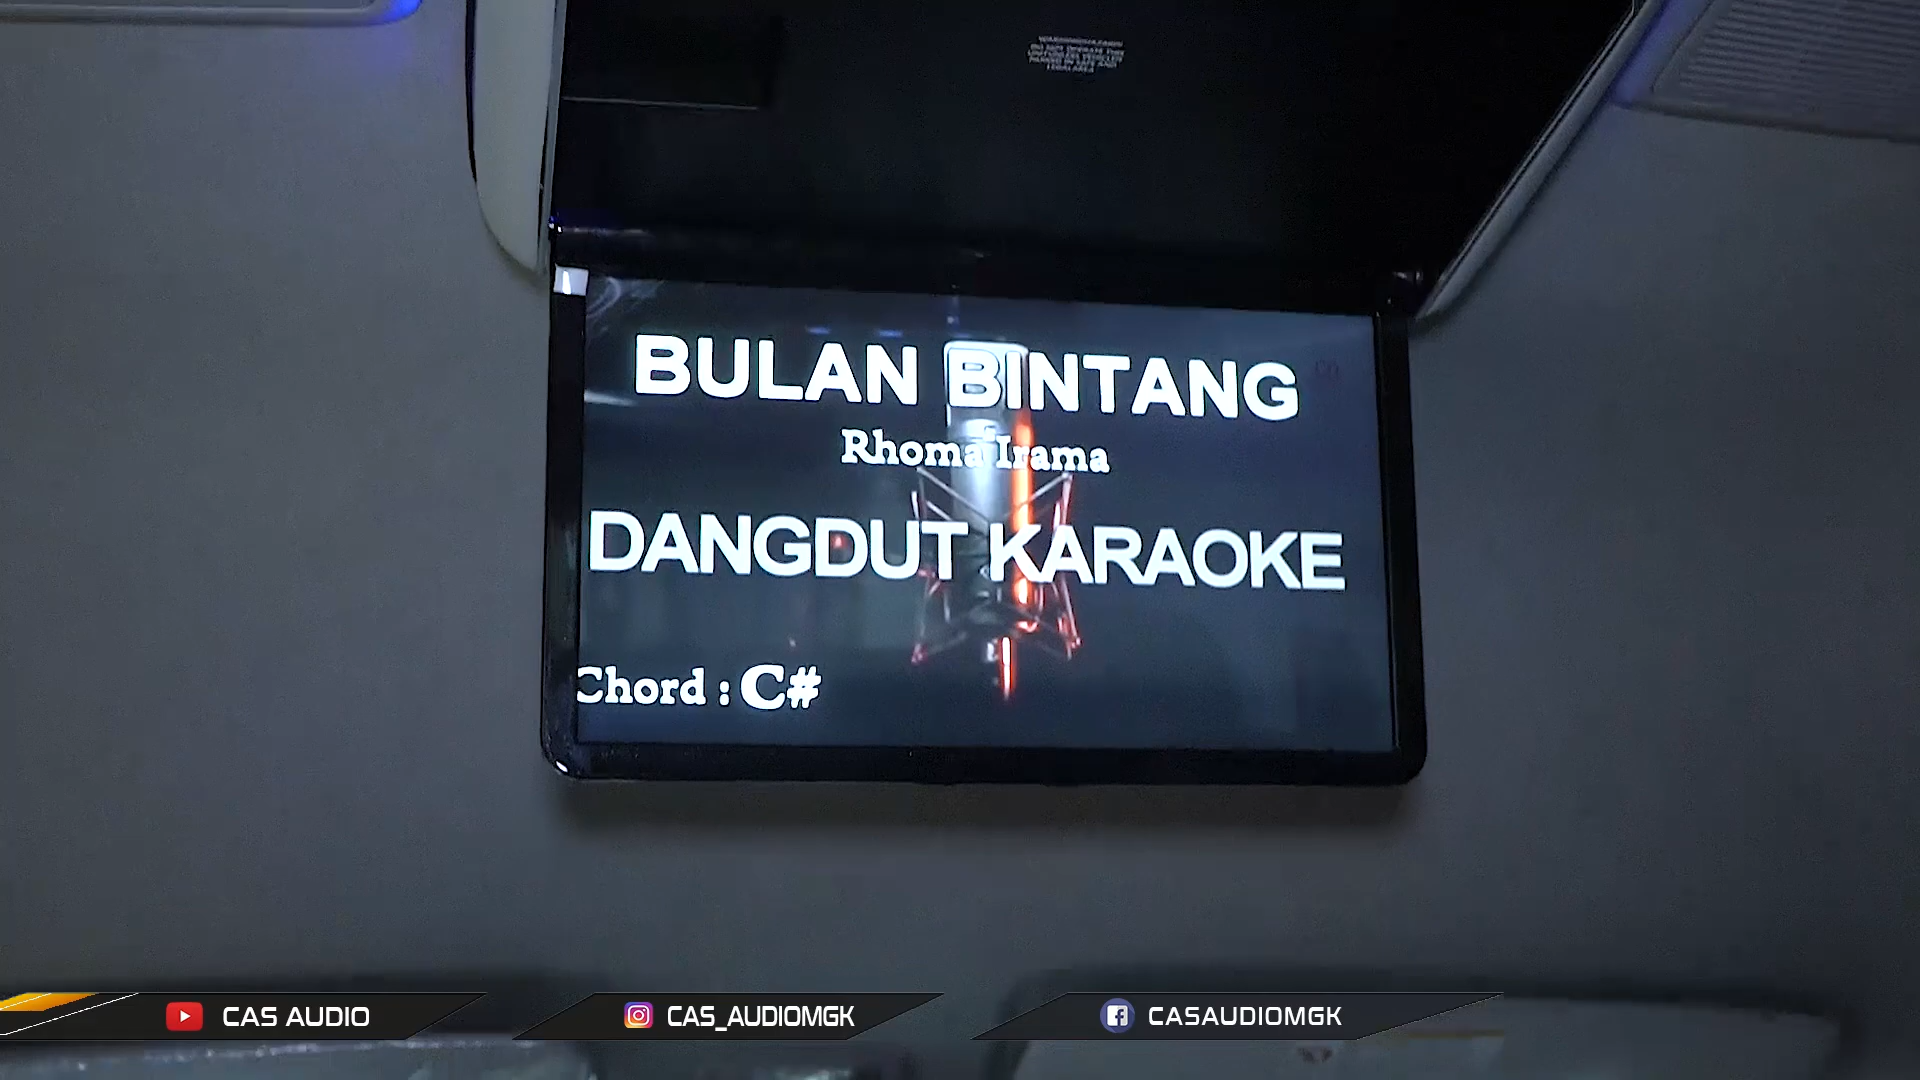 BULAN BINTANG
Rhoma Irama
DANGDUT KARAOKE
Chord : C#
CAS AUDIO
CAS_AUDIOMGK
CASAUDIOMGK